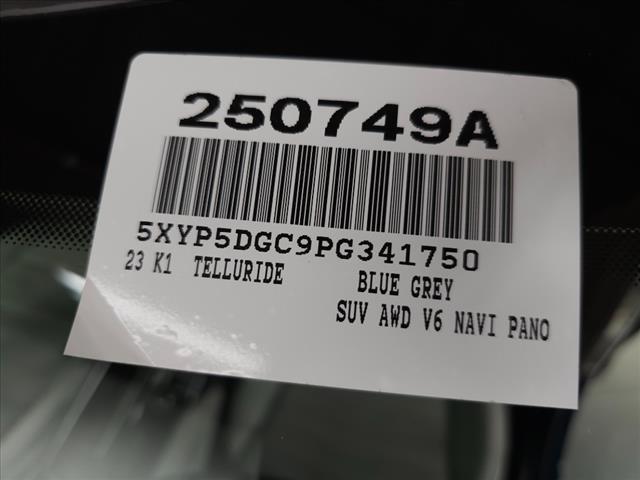 250749A
5XYP5DGC9PG341750
23 K1 TELLURIDE BLUE GREY
SUV AWD V6 NAVI PANO